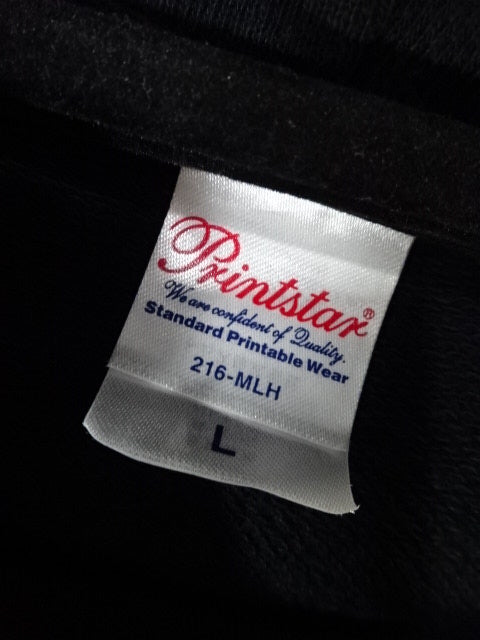 Printstar®
We are confident of Quality.
Standard Printable Wear
216-MLH
L